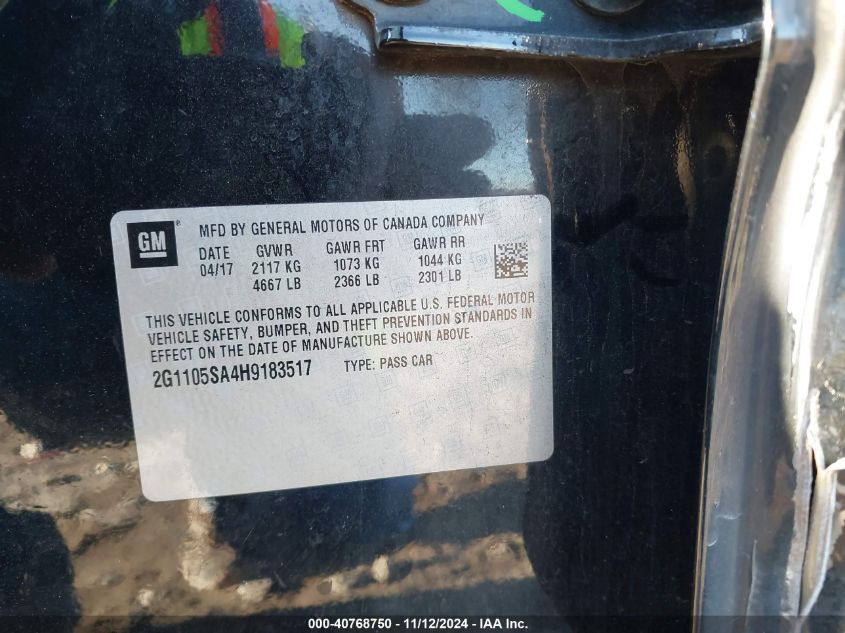 GM
MFD BY GENERAL MOTORS OF CANADA COMPANY
DATE GVWR GAWR FRT GAWR RR
04/17 2117 KG 1073 KG 1044 KG
4667 LB 2366 LB 2301 LB
THIS VEHICLE CONFORMS TO ALL APPLICABLE U.S. FEDERAL MOTOR
VEHICLE SAFETY, BUMPER, AND THEFT PREVENTION STANDARDS IN
EFFECT ON THE DATE OF MANUFACTURE SHOWN ABOVE.
2G1105SA4H9183517 TYPE: PASS CAR
000-40768750 - 11/12/2024 - IAA Inc.